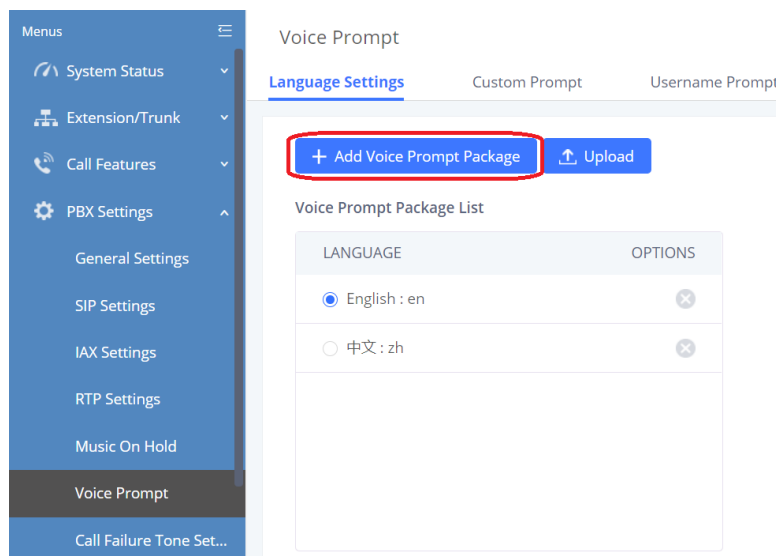 Menus
System Status
Extension/Trunk
Call Features
PBX Settings
General Settings
SIP Settings
IAX Settings
RTP Settings
Music On Hold
Voice Prompt
Call Failure Tone Set...
Voice Prompt
Language Settings
Custom Prompt
Username Prompt
+ Add Voice Prompt Package
Upload
Voice Prompt Package List
LANGUAGE
OPTIONS
English : en
中文 : zh